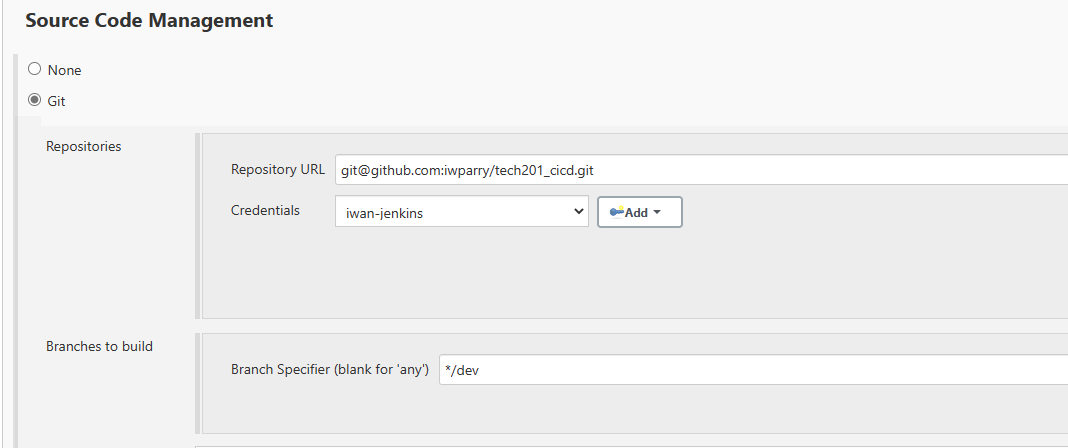 Source Code Management
None
Git
Repositories
Repository URL git@github.com:iwparry/tech201_cicd.git
Credentials iwan-jenkins Add
Branches to build
Branch Specifier (blank for 'any') */dev